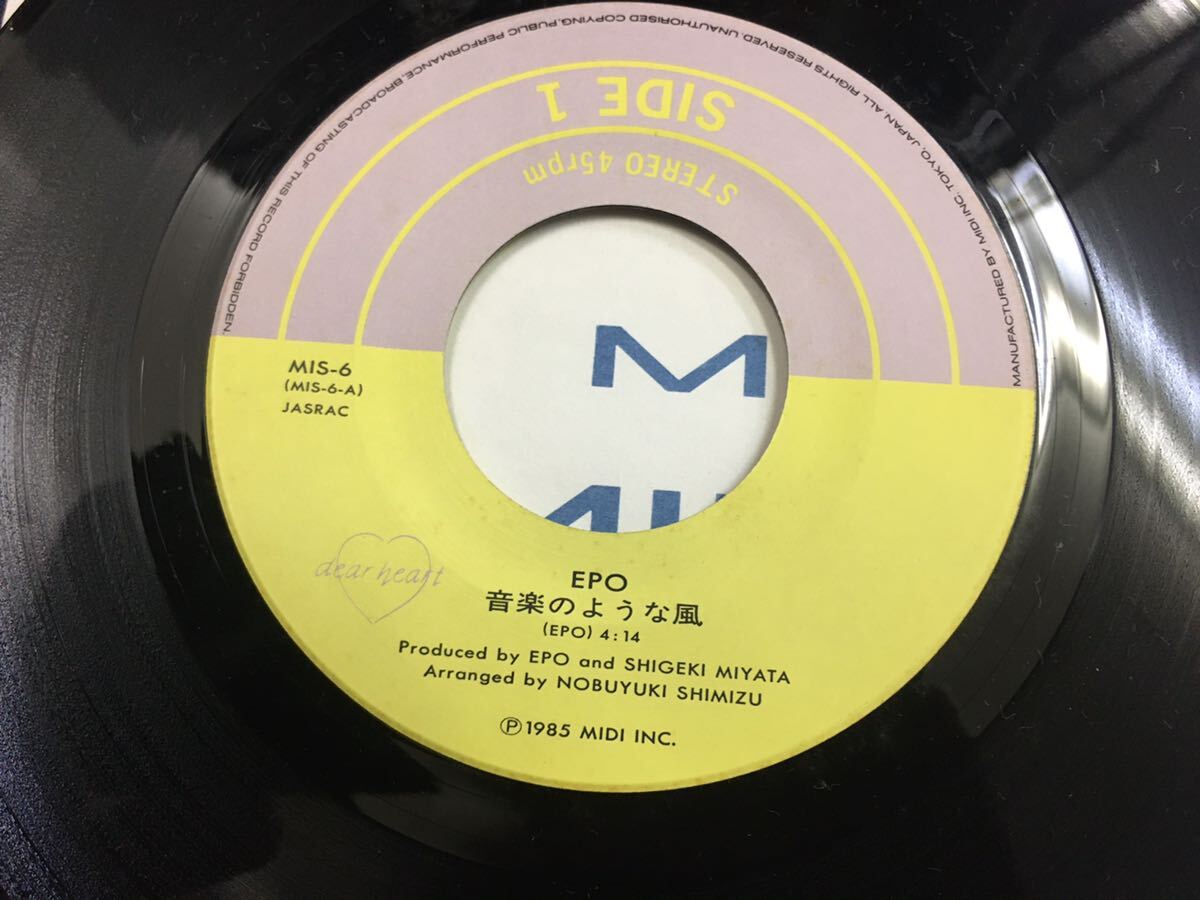 MANUFACTURED BY MIDI INC. TOKYO, JAPAN ALL RIGHTS RESERVED. UNAUTHORISED COPYING, PUBLIC PERFORMANCE, BROADCASTING OF THIS RECORD FORBIDDEN.
SIDE 1
STEREO 45rpm
MIS-6
(MIS-6-A)
JASRAC
M
dear heart
EPO
音楽のような風
(EPO) 4:14
Produced by EPO and SHIGEKI MIYATA
Arranged by NOBUYUKI SHIMIZU
Ⓟ1985 MIDI INC.